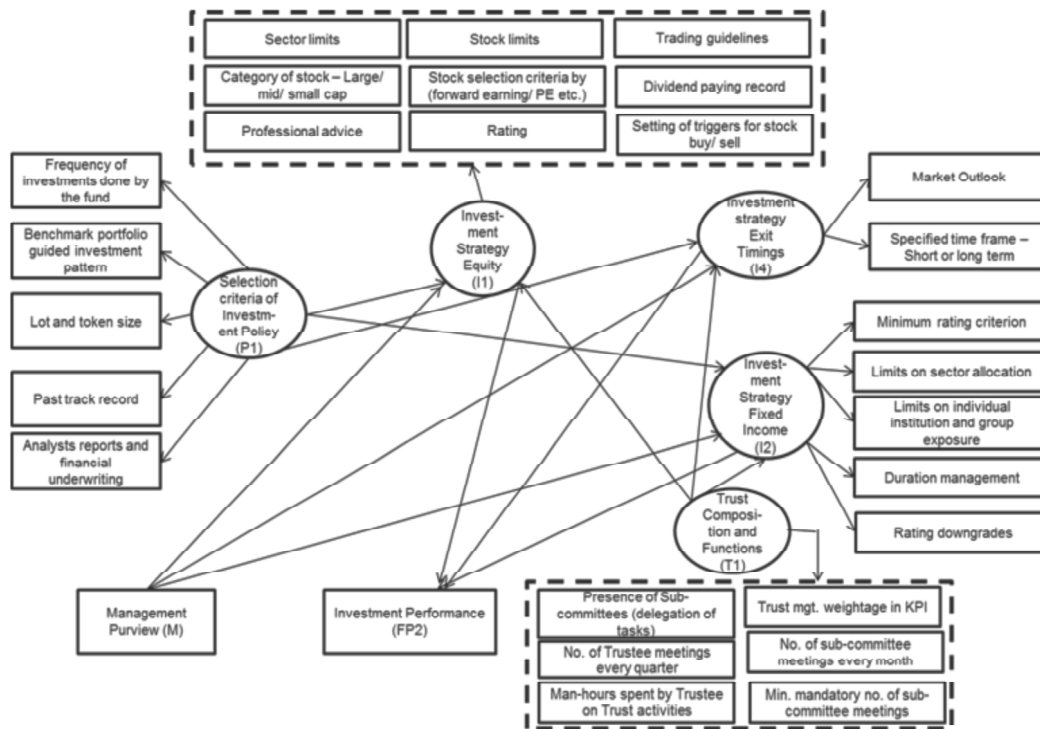 Sector limits
Stock limits
Trading guidelines
Category of stock – Large/
mid/ small cap
Stock selection criteria by
(forward earning/ PE etc.)
Dividend paying record
Professional advice
Rating
Setting of triggers for stock
buy/ sell
Frequency of
investments done by
the fund
Benchmark portfolio
guided investment
pattern
Lot and token size
Past track record
Analysts reports and
financial
underwriting
Selection
criteria of
Investm-
ent Policy
(P1)
Invest-
ment
Strategy
Equity
(I1)
Investment
strategy
Exit
Timings
(I4)
Market Outlook
Specified time frame –
Short or long term
Invest-
ment
Strategy
Fixed
Income
(I2)
Minimum rating criterion
Limits on sector allocation
Limits on individual
institution and group
exposure
Duration management
Rating downgrades
Trust
Composi-
tion and
Functions
(T1)
Management
Purview (M)
Investment Performance
(FP2)
Presence of Sub-
committees (delegation of
tasks)
Trust mgt. weightage in KPI
No. of Trustee meetings
every quarter
No. of sub-committee
meetings every month
Man-hours spent by Trustee
on Trust activities
Min. mandatory no. of sub-
committee meetings